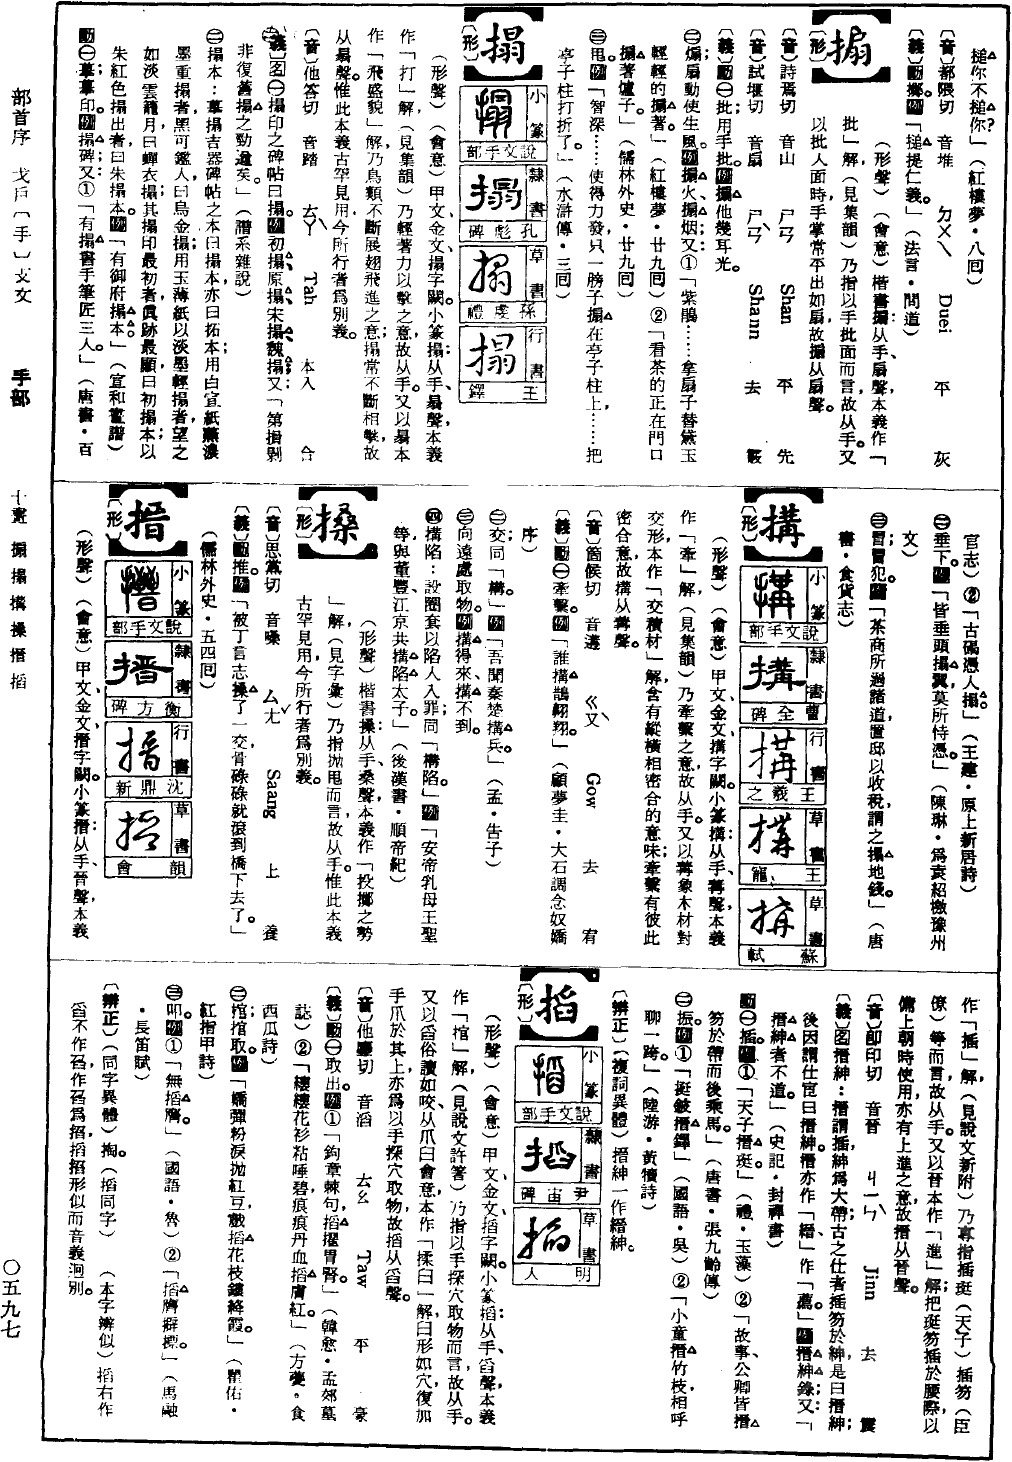 搥你不搥你?」(紅樓夢·八回)
〔音〕都隈切 音堆 ㄉㄨㄟ Duei 平 灰
〔義〕動擲例「搥提仁義。」(法言·問道)
搧
〔形〕
(形聲)(會意)楷書搧:从手、扇聲,本義作「
批」解,(見集韻)乃指以手批面而言,故从手。又
以批人面時手掌常平出如扇,故搧从扇聲。
〔音〕詩焉切 音山 ㄕㄢ Shan 平 先
〔音〕試堰切 音扇 ㄕㄢˋ Shann 去 霰
〔義〕動㊀批;用手批。例搧他幾耳光。
㊁煽;扇動使生風。例搧火、搧烟。又①「紫鵑……拿扇子替黛玉
輕輕的搧著。」(紅樓夢·廿九回)②「看茶的正在門口
搧著爐子」(儒林外史·廿九回)
㊂甩。例「智深……使得力發,只一膀子搧在亭子柱上,……把
亭子柱打折了。」(水滸傳·三回)
搨
〔形〕
小篆 說文手部
隸書 孔彪碑
草書 孫虔禮
行書 王鐸
(形聲)(會意)甲文、金文、搨字闕。小篆搨:从手、𦐇聲,本義
作「打」解,(見集韻)乃輕著力以擊之意,故从手。又以𦐇本
作「飛盛貌」解,乃鳥類不斷展翅飛進之意;搨常不斷相擊,故
从𦐇聲。惟此本義古罕見用,今所行者爲別義。
〔音〕他答切 音踏 ㄊㄚˋ Tah 本入 合
〔義〕名㊀搨印之碑帖曰搨。例初搨、原搨、宋搨、魏搨;又:「第揖剝
非復舊搨之勁遒矣。」(譜系雜說)
㊁搨本:摹搨吉器碑帖之本曰搨本,亦曰拓本;用白宣紙蘸濃
墨重搨者,黑可鑑人,曰烏金搨;用玉薄紙以淡墨輕搨者,望之
如淡雲籠月,曰蟬衣搨;其搨印最初者,眞跡最顯,曰初搨本;以
朱紅色搨出者曰朱搨本。例「有御府搨本。」(宣和畫譜)
動㊀摹;摹印。例搨碑。又①「有搨書手筆匠三人。」(唐書·百
官志)②「古碣憑人搨。」(王建·原上新居詩)
㊁垂下。例「皆垂頭搨翼,莫所恃憑。」(陳琳·爲袁紹檄豫州
文)
㊂冒;冒犯。例「茶商所過諸道置邸以收稅,謂之搨地錢。」(唐
書·食貨志)
搆
〔形〕
小篆 說文手部
隸書 曹全碑
行書 王羲之
草書 王寵
草書 蘇軾
(形聲)(會意)甲文、金文搆字闕。小篆搆:从手、冓聲,本義
作「牽」解,(見集韻)乃牽繫之意,故从手。又以冓象木材對
交形,本作「交積材」解,含有縱橫相密合的意味;牽繫有彼此
密合意,故搆从冓聲。
〔音〕箇候切 音遘 ㄍㄡˋ Gow 去 宥
〔義〕動㊀牽繫。例「誰搆鵲翱翔。」(顧夢圭·大石調念奴嬌
序)
㊁交;同「構。」例「吾聞秦楚搆兵。」(孟·告子)
㊂向遠處取物。例搆得來、搆不到。
㊃搆陷:設圈套以陷人入罪;同「構陷。」例「安帝乳母王聖
等與董豐、江京共搆陷太子。」(後漢書·順帝紀)
搡
〔形〕
(形聲)楷書搡:从手、桑聲,本義作「投擲之勢
」解,(見字彙)乃指抛甩而言,故从手。惟此本義
古罕見用,今所行者爲別義。
〔音〕思黨切 音嗓 ㄙㄤˇ Saang 上 養
〔義〕動推。例「被丁言志搡了一交,骨碌碌就滾到橋下去了。」
(儒林外史·五四回)
搢
〔形〕
小篆 說文手部
隸書 衡方碑
行書 沈鼎新
草書 韻會
(形聲)(會意)甲文、金文、搢字闕。小篆搢:从手、晉聲,本義
作「插」解,(見說文新附)乃專指插珽(天子)插笏(臣
僚)等而言,故从手。又以晉本作「進」解,把珽笏插於腰際,以
備上朝時使用,亦有上進之意,故搢从晉聲。
〔音〕卽印切 音晉 ㄐㄧㄣˋ Jinn 去 震
〔義〕名搢紳:搢謂插,紳爲大帶;古之仕者插笏於紳,是曰搢紳;
後因謂仕宦曰搢紳。搢亦作「縉」、作「薦」。例搢紳錄。又:「
搢紳者不道。」(史記·封禪書)
動㊀插。例①「天子搢珽。」(禮·玉藻)②「故事,公卿皆搢
笏於帶,而後乘馬。」(唐書·張九齡傳)
㊁振。例①「挺鈹搢鐸」(國語·吳)②「小童搢竹枝,相呼
聊一跨。」(陸游·黃犢詩)
〔辨正〕(複詞異體)搢紳一作縉紳。
搯
〔形〕
小篆 說文手部
隸書 尹宙碑
草書 明人
(形聲)(會意)甲文、金文搯字闕。小篆搯:从手、舀聲,本義
作「棺」解,(見說文許箸)乃指以手探穴取物而言,故从手。
又以舀俗讀如咬,从爪臼會意,本作「揉臼」解;臼形如穴,復加
手爪於其上,亦爲以手探穴取物,故搯从舀聲。
〔音〕他臺切 音滔 ㄊㄠ Taw 平 豪
〔義〕動㊀取出。例①「鉤章棘句,搯擢胃腎。」(韓愈·孟郊墓
誌)②「樓樓花衫粘唾碧,痕痕丹血搯膚紅。」(方夔·食
西瓜詩)
㊁搯;搯取。例「嬌彈粉淚抛紅豆,戲搯花枝鏤絳霞。」(瞿佑·
紅指甲詩)
㊂叩。例①「無搯膺。」(國語·魯)②「搯膺擗摽。」(馬融
·長笛賦)
〔辨正〕(同字異體)掏。(搯同字)(本字辨似)搯右作
舀,不作臽,作臽爲掐;搯掐形似而音義迥別。
部首序 戈戶〔手〕支攵 手部 十畫 搧搨搆搡搢搯 〇五九七